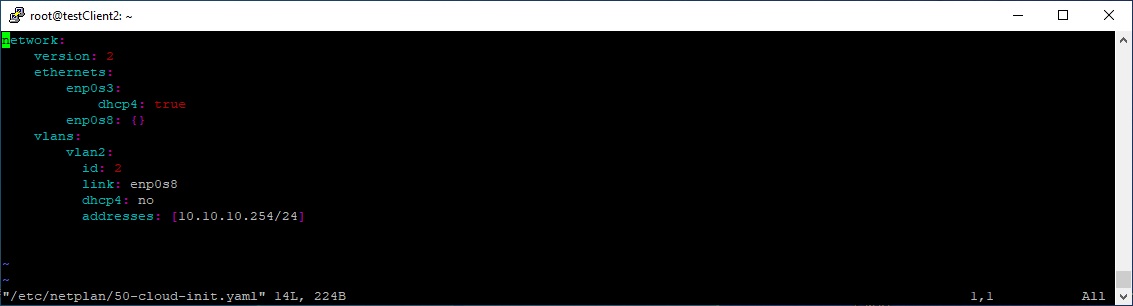 root@testClient2: ~
network:
    version: 2
    ethernets:
        enp0s3:
            dhcp4: true
        enp0s8: {}
    vlans:
        vlan2:
          id: 2
          link: enp0s8
          dhcp4: no
          addresses: [10.10.10.254/24]
~
~
"/etc/netplan/50-cloud-init.yaml" 14L, 224B 1,1 All